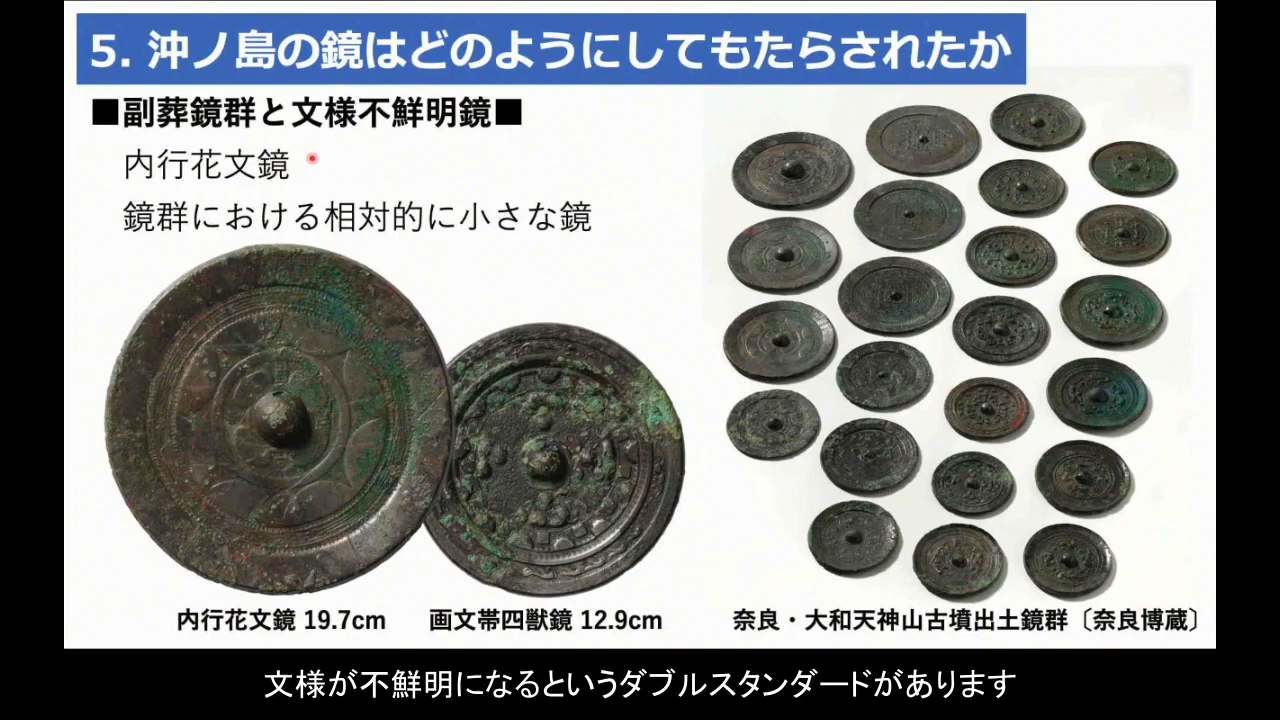 5. 沖ノ島の鏡はどのようにしてもたらされたか
■副葬鏡群と文様不鮮明鏡■
内行花文鏡
鏡群における相対的に小さな鏡
内行花文鏡 19.7cm
画文帯四獣鏡 12.9cm
奈良・大和天神山古墳出土鏡群〔奈良博蔵〕
文様が不鮮明になるというダブルスタンダードがあります